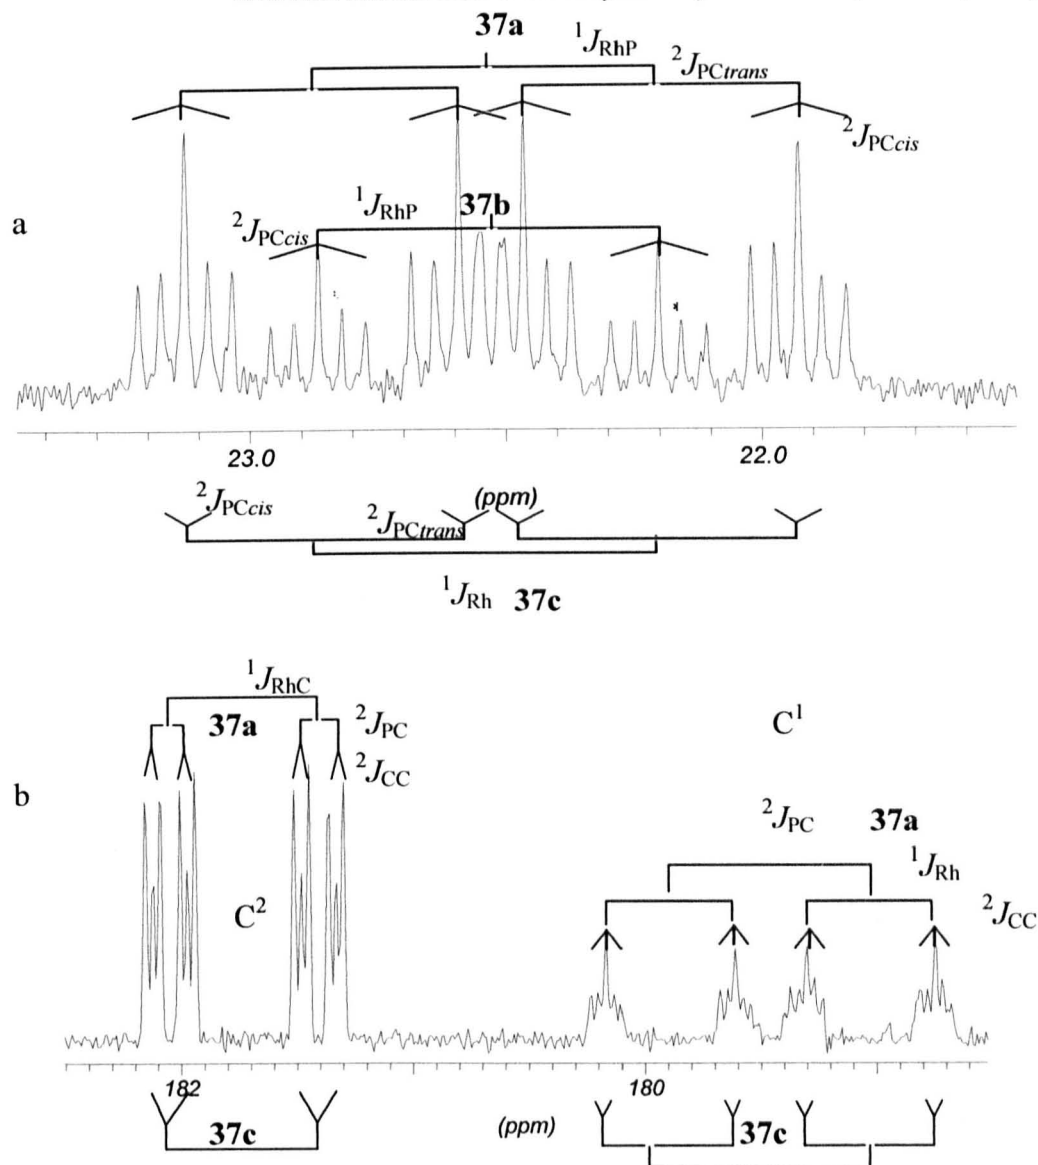 37a
¹J_RhP
²J_PCtrans
²J_PCcis
a
¹J_RhP 37b
²J_PCcis
23.0 22.0
²J_PCcis (ppm)
²J_PCtrans
¹J_Rh 37c
¹J_RhC
37a ²J_PC C¹
²J_CC
b
²J_PC 37a
¹J_Rh
C² ²J_CC
182 180
37c (ppm) 37c